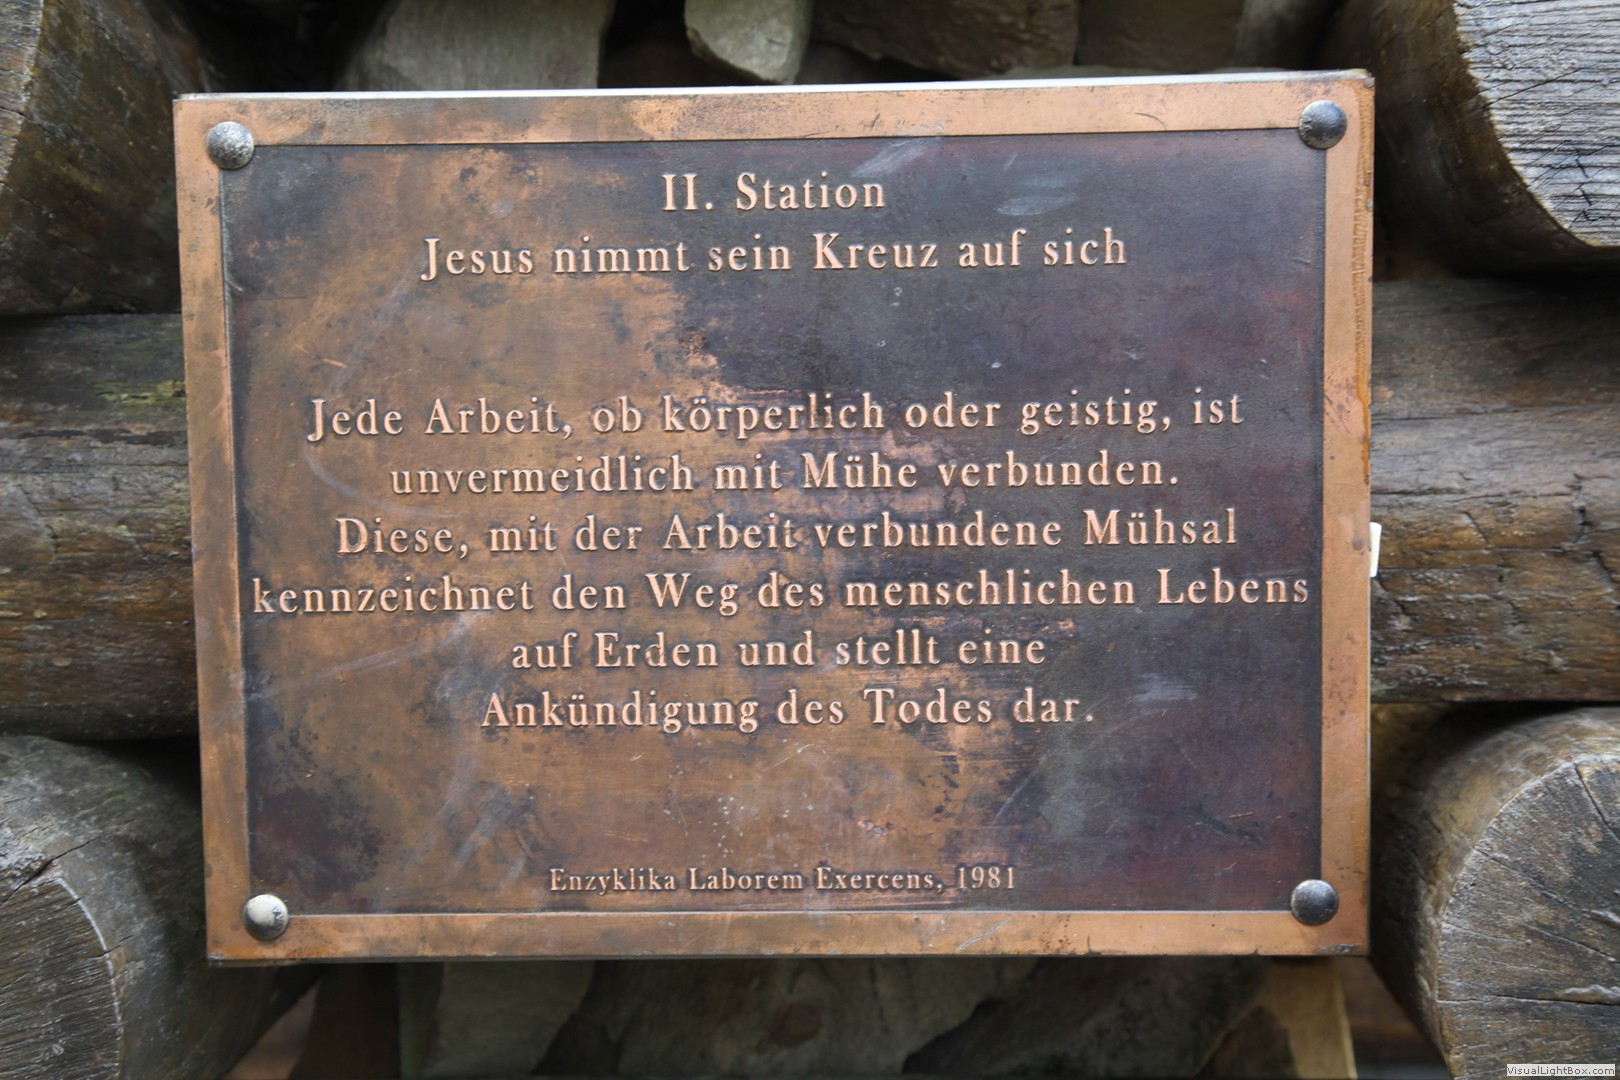 II. Station
Jesus nimmt sein Kreuz auf sich
Jede Arbeit, ob körperlich oder geistig, ist
unvermeidlich mit Mühe verbunden.
Diese, mit der Arbeit verbundene Mühsal
kennzeichnet den Weg des menschlichen Lebens
auf Erden und stellt eine
Ankündigung des Todes dar.
Enzyklika Laborem Exercens, 1981
VisualLightBox.com